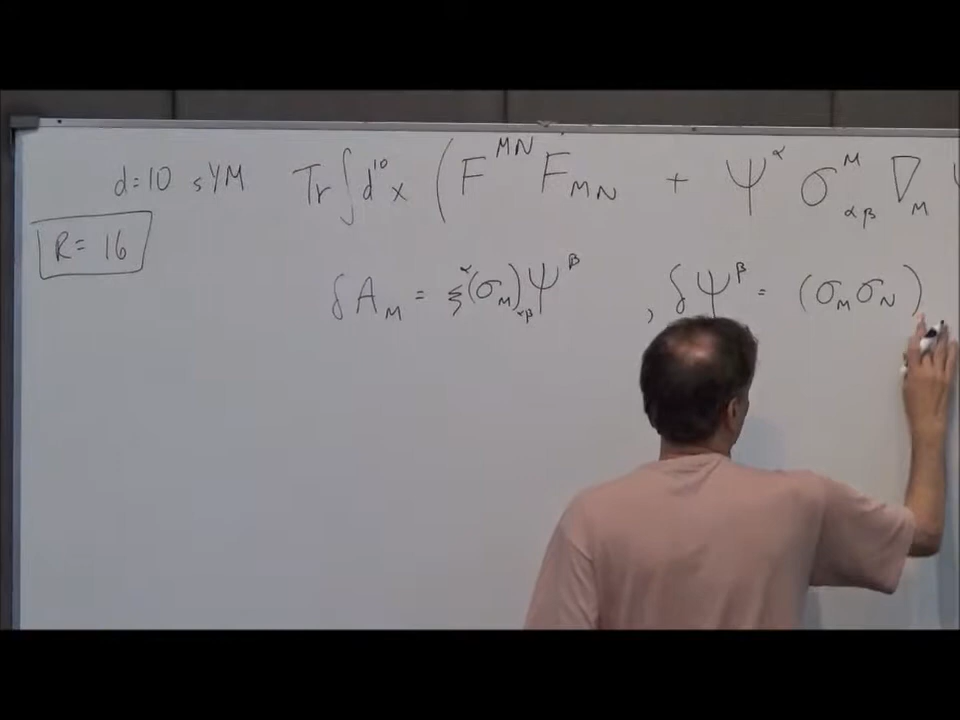 d=10 sYM Tr ∫ d¹⁰x ( F^{MN} F_{MN} + Ψ^α σ^M_{αβ} ∇_M
R = 16
δA_M = ξ^α (σ_M)_{αβ} Ψ^β , δΨ^β = (σ_M σ_N)